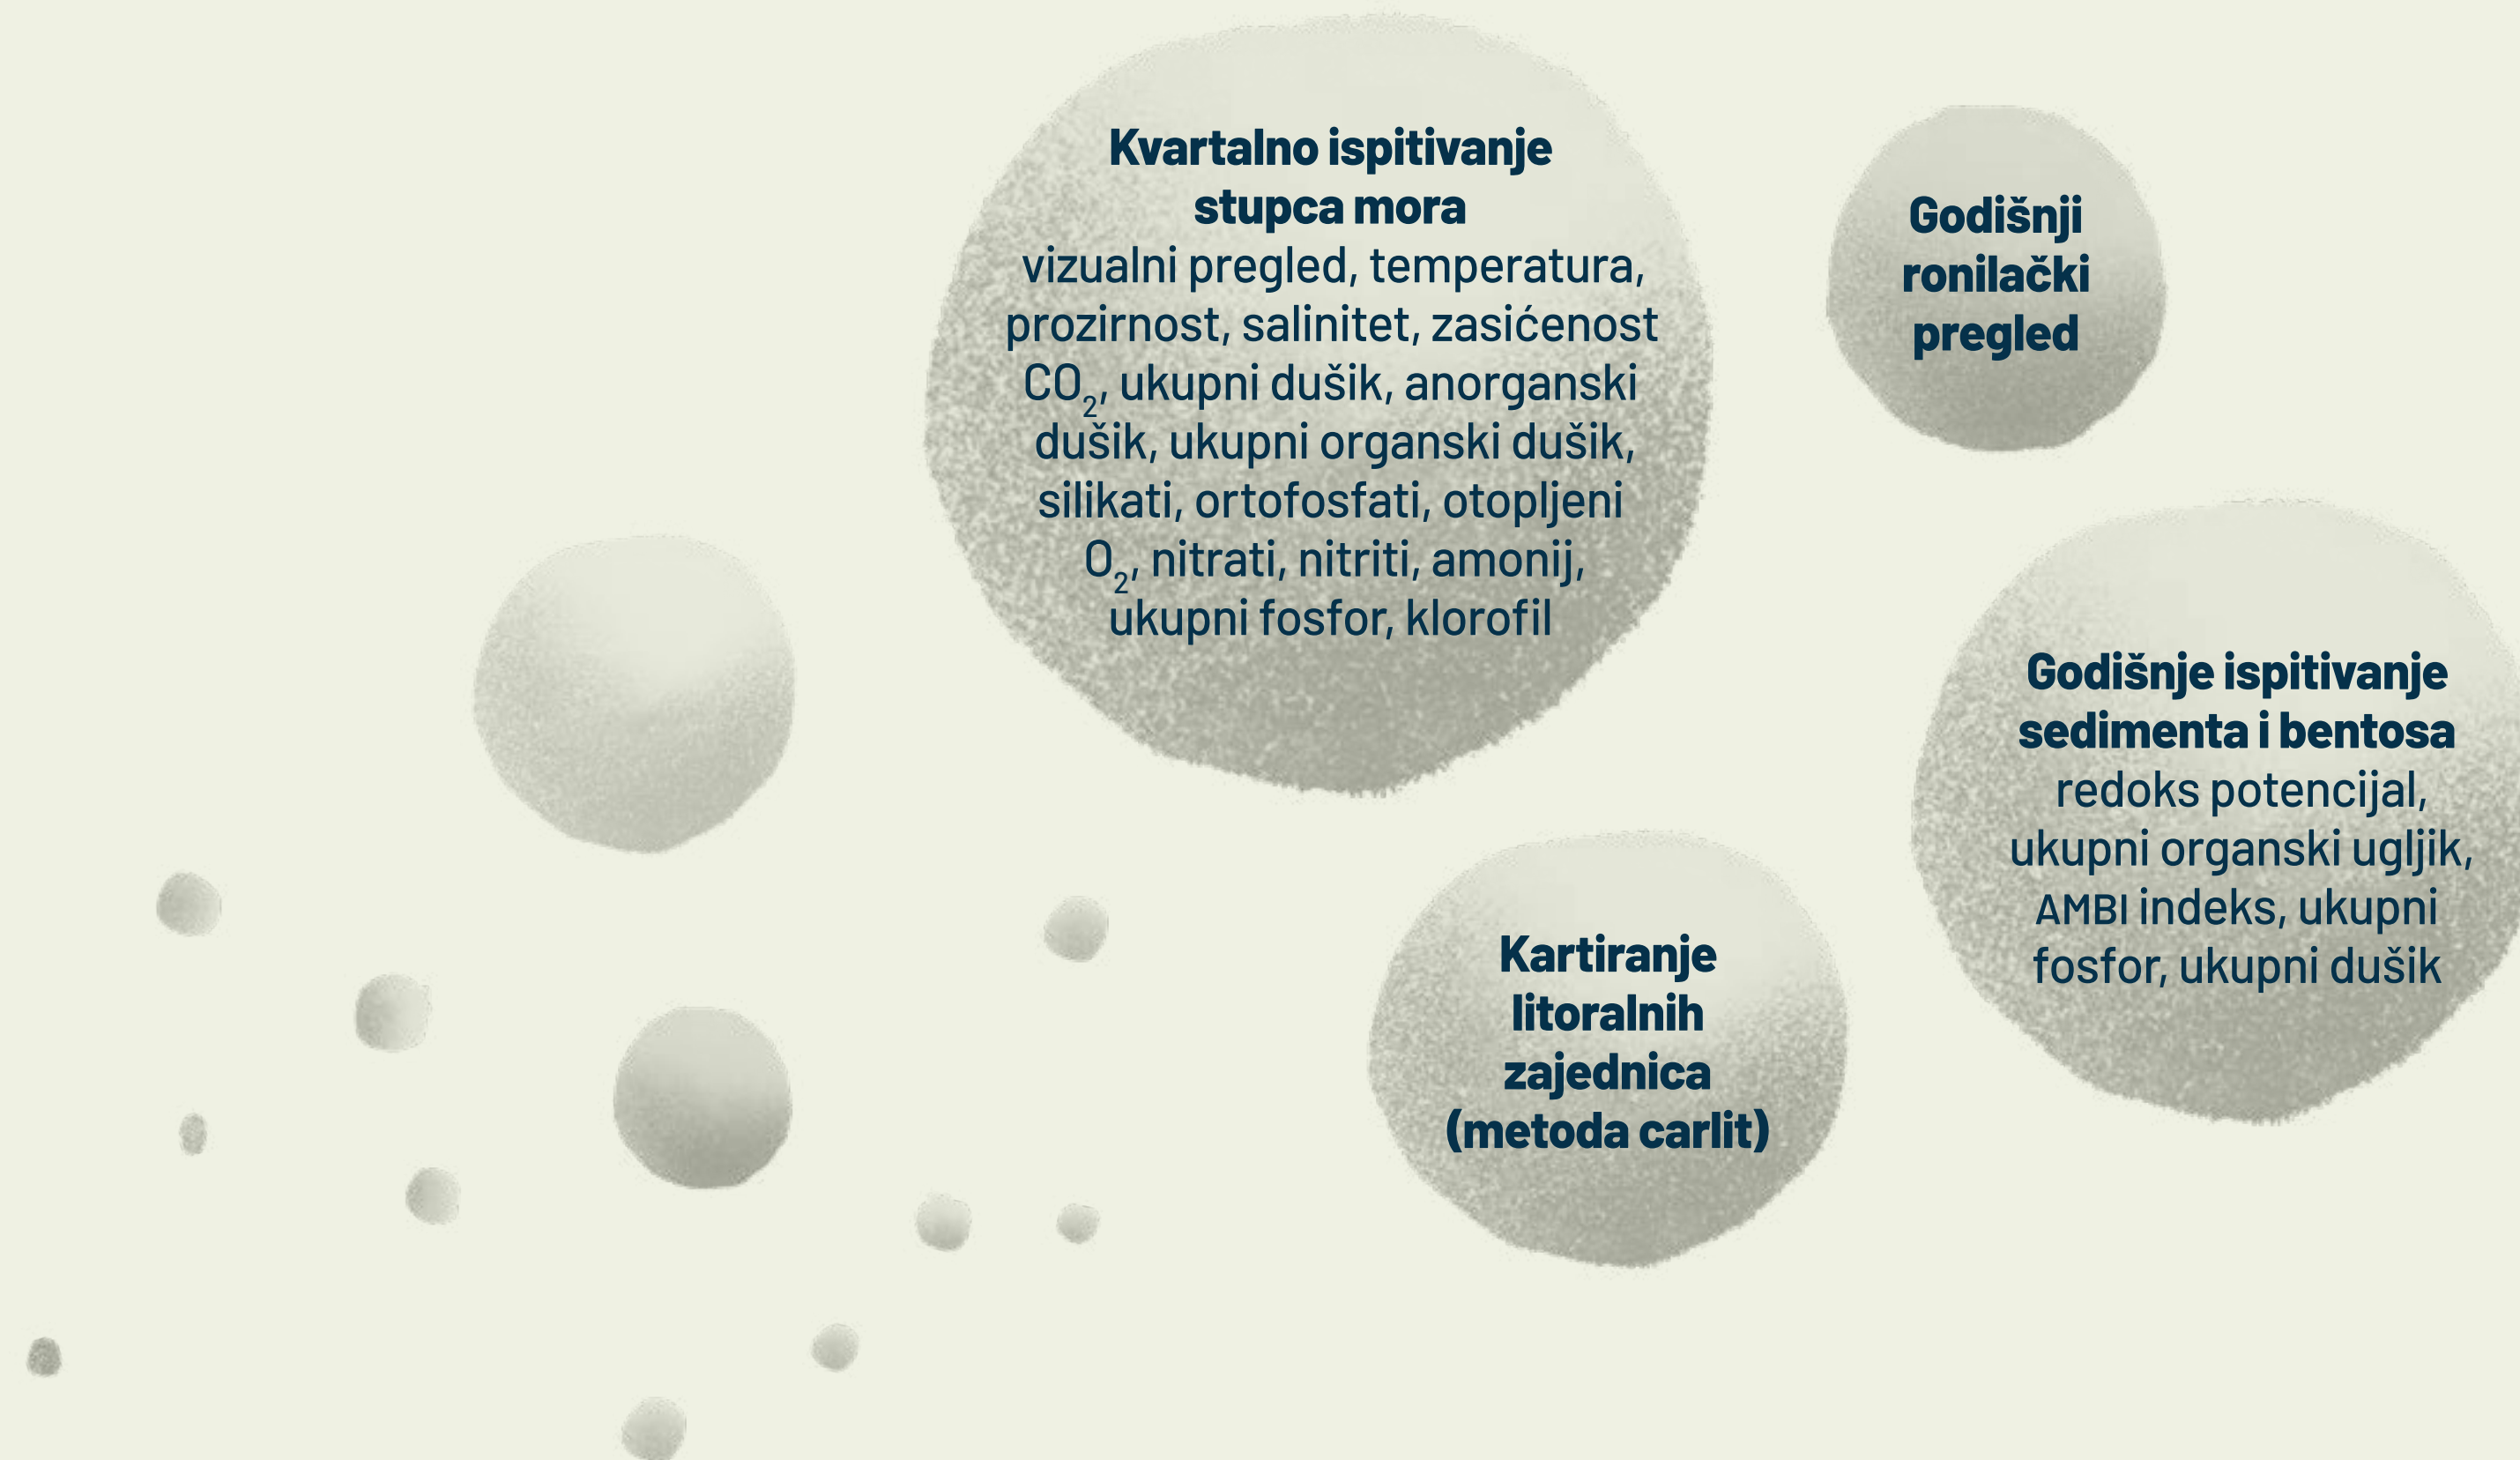 Kvartalno ispitivanje
stupca mora
vizualni pregled, temperatura,
prozirnost, salinitet, zasićenost
CO₂, ukupni dušik, anorganski
dušik, ukupni organski dušik,
silikati, ortofosfati, otopljeni
O₂, nitrati, nitriti, amonij,
ukupni fosfor, klorofil
Godišnji
ronilački
pregled
Godišnje ispitivanje
sedimenta i bentosa
redoks potencijal,
ukupni organski ugljik,
AMBI indeks, ukupni
fosfor, ukupni dušik
Kartiranje
litoralnih
zajednica
(metoda carlit)